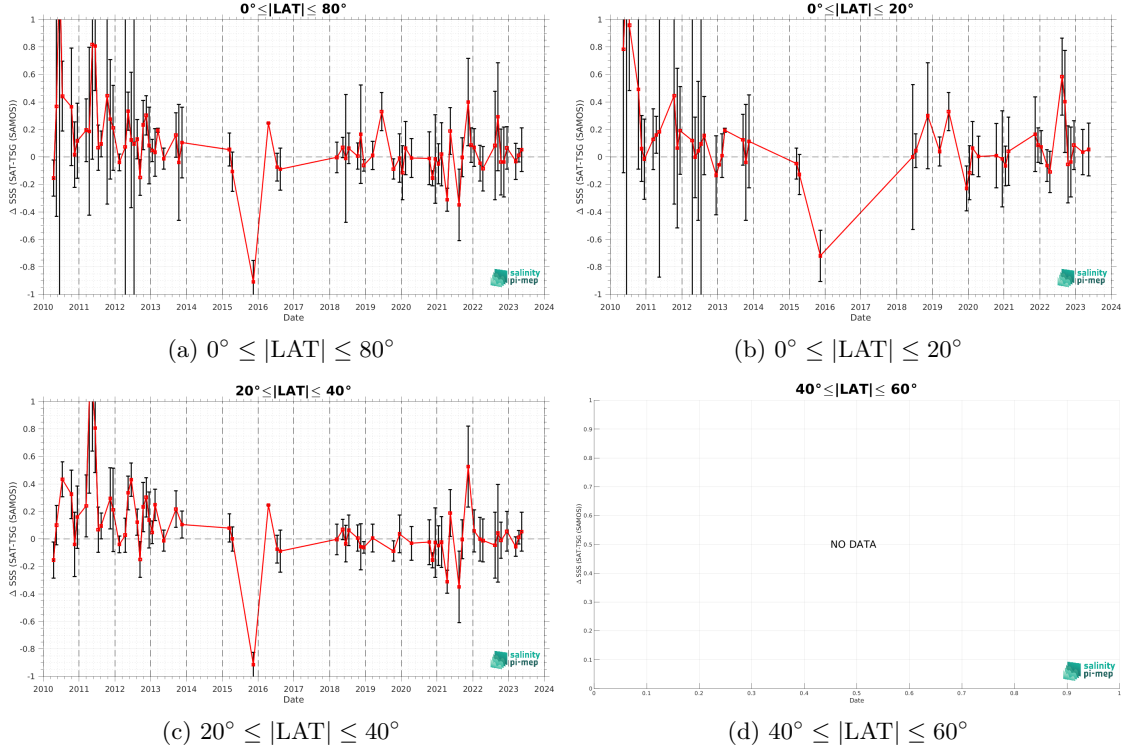 0°≤|LAT|≤ 80°
Δ SSS (SAT-TSG (SAMOS))
1
0.8
0.6
0.4
0.2
0
-0.2
-0.4
-0.6
-0.8
-1
2010 2011 2012 2013 2014 2015 2016 2017 2018 2019 2020 2021 2022 2023 2024
Date
salinity
pi-mep
(a) 0° ≤ |LAT| ≤ 80°
0°≤|LAT|≤ 20°
Δ SSS (SAT-TSG (SAMOS))
1
0.8
0.6
0.4
0.2
0
-0.2
-0.4
-0.6
-0.8
-1
2010 2011 2012 2013 2014 2015 2016 2017 2018 2019 2020 2021 2022 2023 2024
Date
salinity
pi-mep
(b) 0° ≤ |LAT| ≤ 20°
20°≤|LAT|≤ 40°
Δ SSS (SAT-TSG (SAMOS))
1
0.8
0.6
0.4
0.2
0
-0.2
-0.4
-0.6
-0.8
-1
2010 2011 2012 2013 2014 2015 2016 2017 2018 2019 2020 2021 2022 2023 2024
Date
salinity
pi-mep
(c) 20° ≤ |LAT| ≤ 40°
40°≤|LAT|≤ 60°
Δ SSS (SAT-TSG (SAMOS))
1
0.9
0.8
0.7
0.6
0.5
0.4
0.3
0.2
0.1
0
NO DATA
0 0.1 0.2 0.3 0.4 0.5 0.6 0.7 0.8 0.9 1
Date
salinity
pi-mep
(d) 40° ≤ |LAT| ≤ 60°